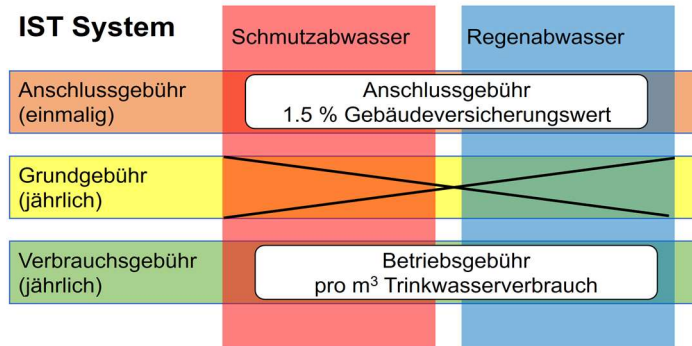 IST System
Schmutzabwasser
Regenabwasser
Anschlussgebühr
(einmalig)
Anschlussgebühr
1.5 % Gebäudeversicherungswert
Grundgebühr
(jährlich)
Verbrauchsgebühr
(jährlich)
Betriebsgebühr
pro m³ Trinkwasserverbrauch